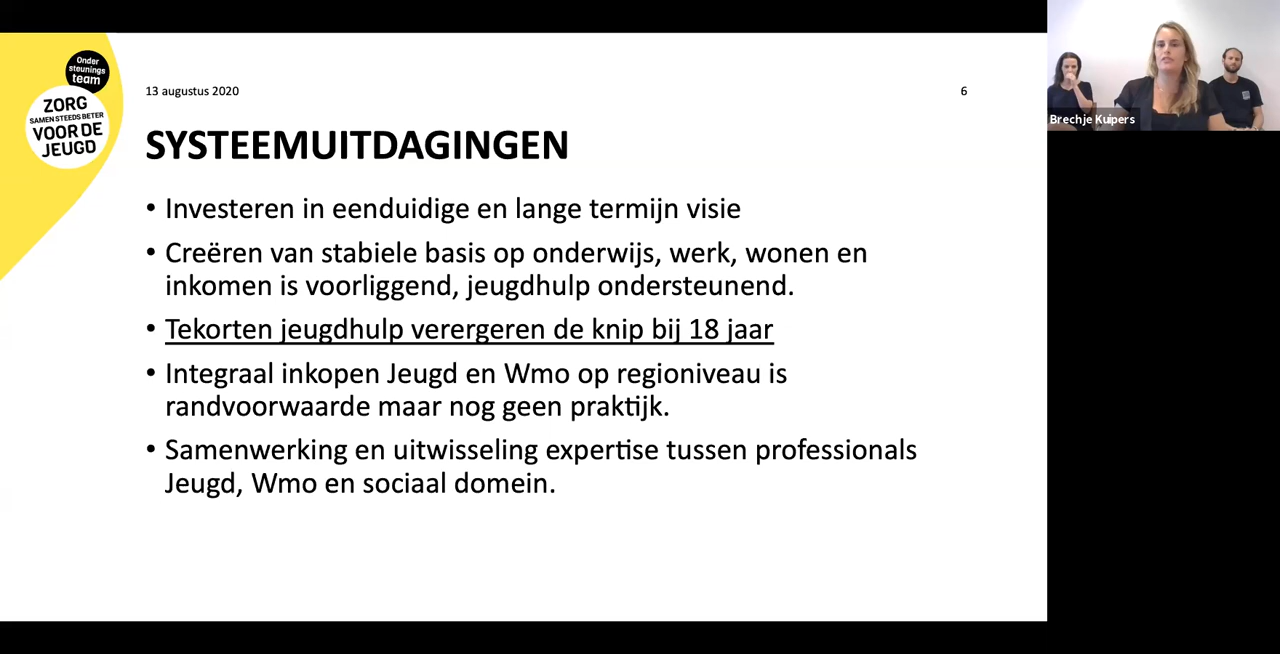 Onder
steunings
team
ZORG
SAMEN STEEDS BETER
VOOR DE
JEUGD
13 augustus 2020
6
SYSTEEMUITDAGINGEN
• Investeren in eenduidige en lange termijn visie
• Creëren van stabiele basis op onderwijs, werk, wonen en
inkomen is voorliggend, jeugdhulp ondersteunend.
• Tekorten jeugdhulp verergeren de knip bij 18 jaar
• Integraal inkopen Jeugd en Wmo op regioniveau is
randvoorwaarde maar nog geen praktijk.
• Samenwerking en uitwisseling expertise tussen professionals
Jeugd, Wmo en sociaal domein.
Brechje Kuipers